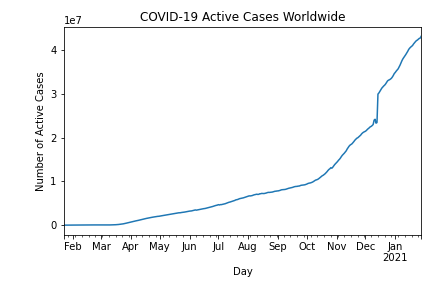 COVID-19 Active Cases Worldwide
1e7
4
3
2
1
0
Number of Active Cases
Feb Mar Apr May Jun Jul Aug Sep Oct Nov Dec Jan
2021
Day